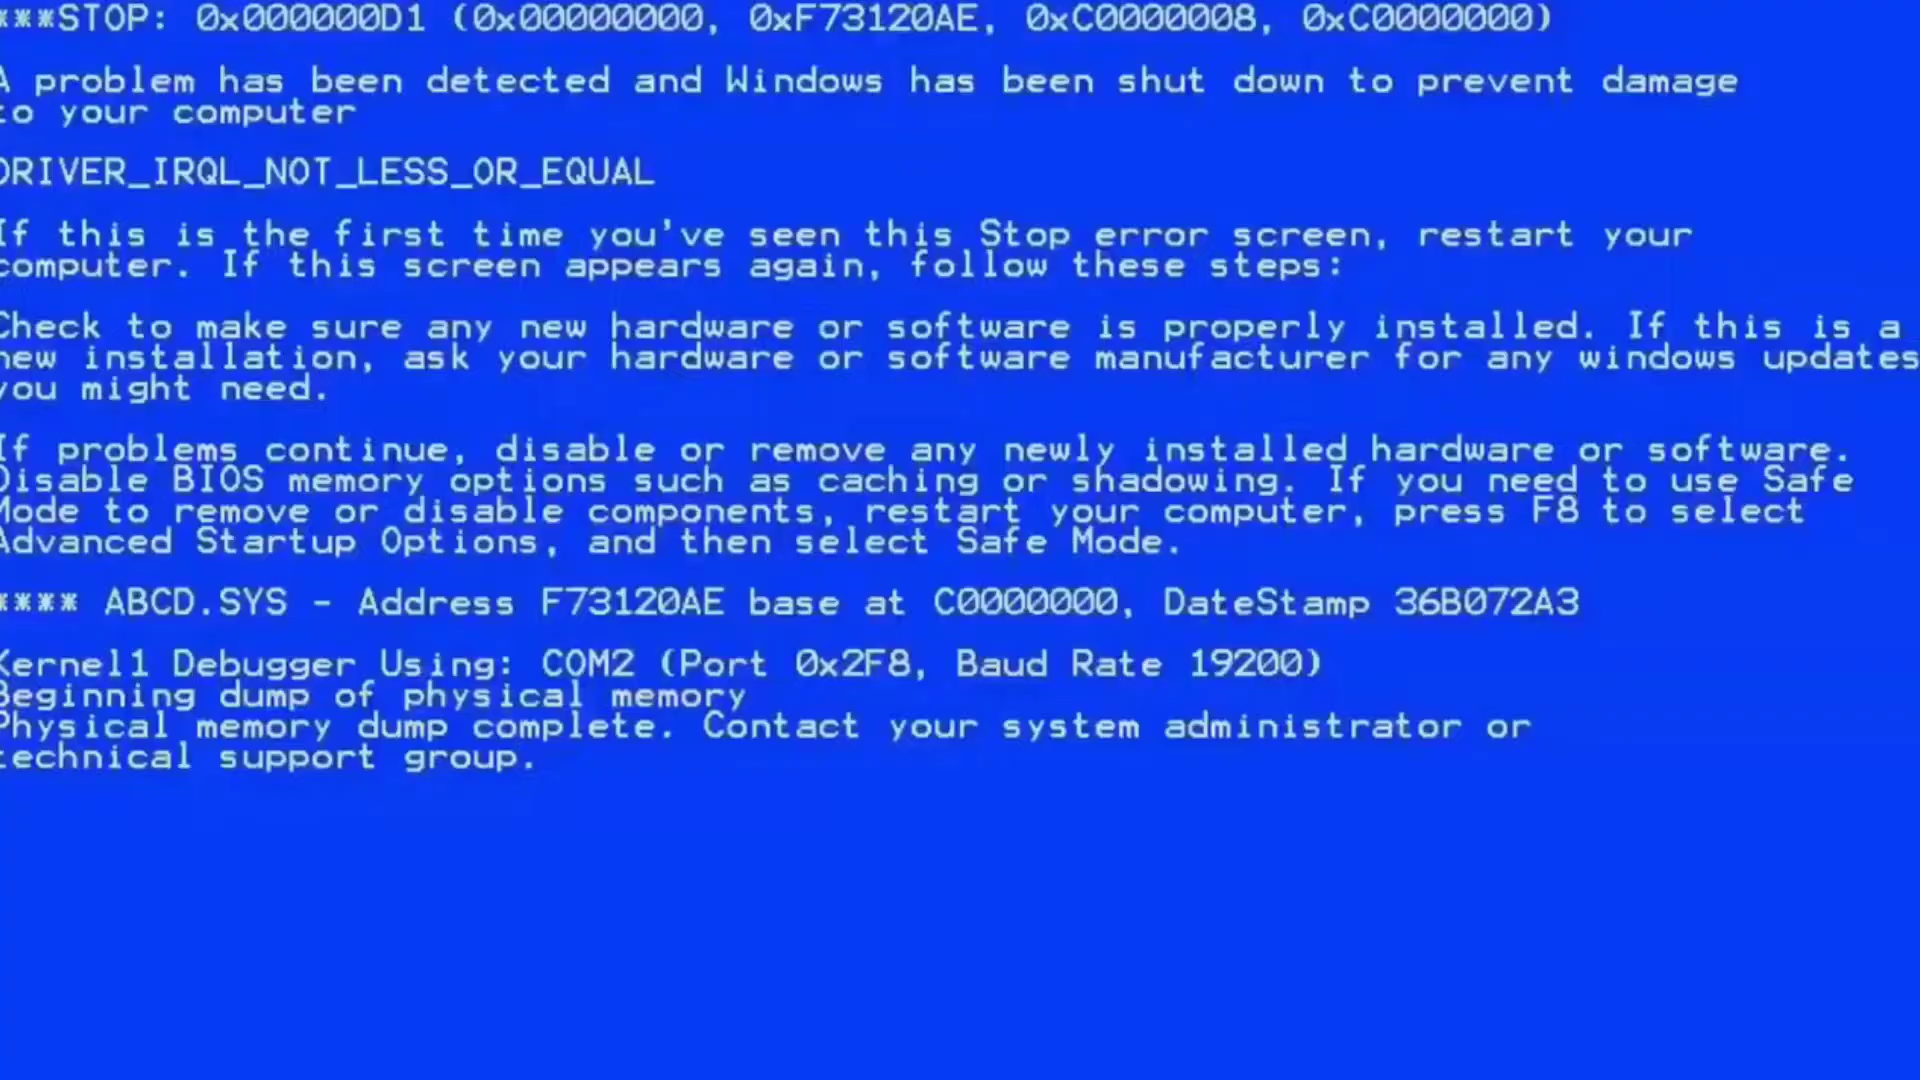 ***STOP: 0x000000D1 (0x00000000, 0xF73120AE, 0xC0000008, 0xC0000000)
A problem has been detected and Windows has been shut down to prevent damage
to your computer
DRIVER_IRQL_NOT_LESS_OR_EQUAL
If this is the first time you've seen this Stop error screen, restart your
computer. If this screen appears again, follow these steps:
Check to make sure any new hardware or software is properly installed. If this is a
new installation, ask your hardware or software manufacturer for any windows updates
you might need.
If problems continue, disable or remove any newly installed hardware or software.
Disable BIOS memory options such as caching or shadowing. If you need to use Safe
Mode to remove or disable components, restart your computer, press F8 to select
Advanced Startup Options, and then select Safe Mode.
**** ABCD.SYS - Address F73120AE base at C0000000, DateStamp 36B072A3
Kernel1 Debugger Using: COM2 (Port 0x2F8, Baud Rate 19200)
Beginning dump of physical memory
Physical memory dump complete. Contact your system administrator or
technical support group.